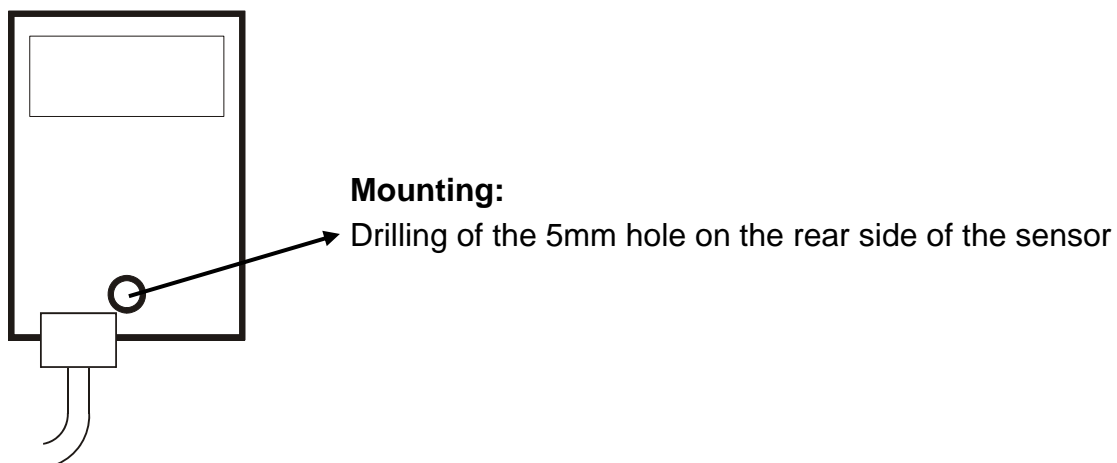 Mounting:
Drilling of the 5mm hole on the rear side of the sensor